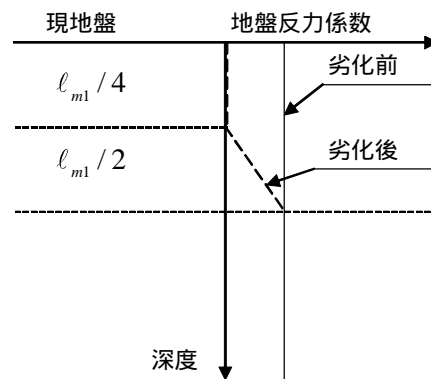 現地盤 地盤反力係数
劣化前
ℓm1 / 4
劣化後
ℓm1 / 2
深度